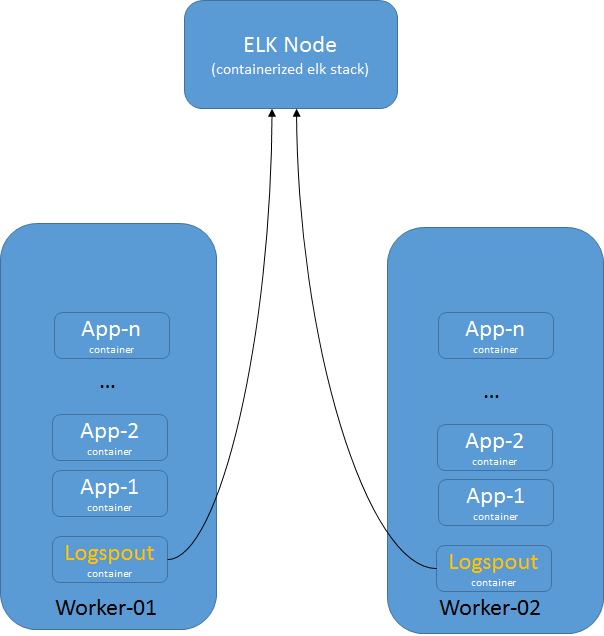 ELK Node
(containerized elk stack)
App-n
container
...
App-2
container
App-1
container
Logspout
container
Worker-01
App-n
container
...
App-2
container
App-1
container
Logspout
container
Worker-02